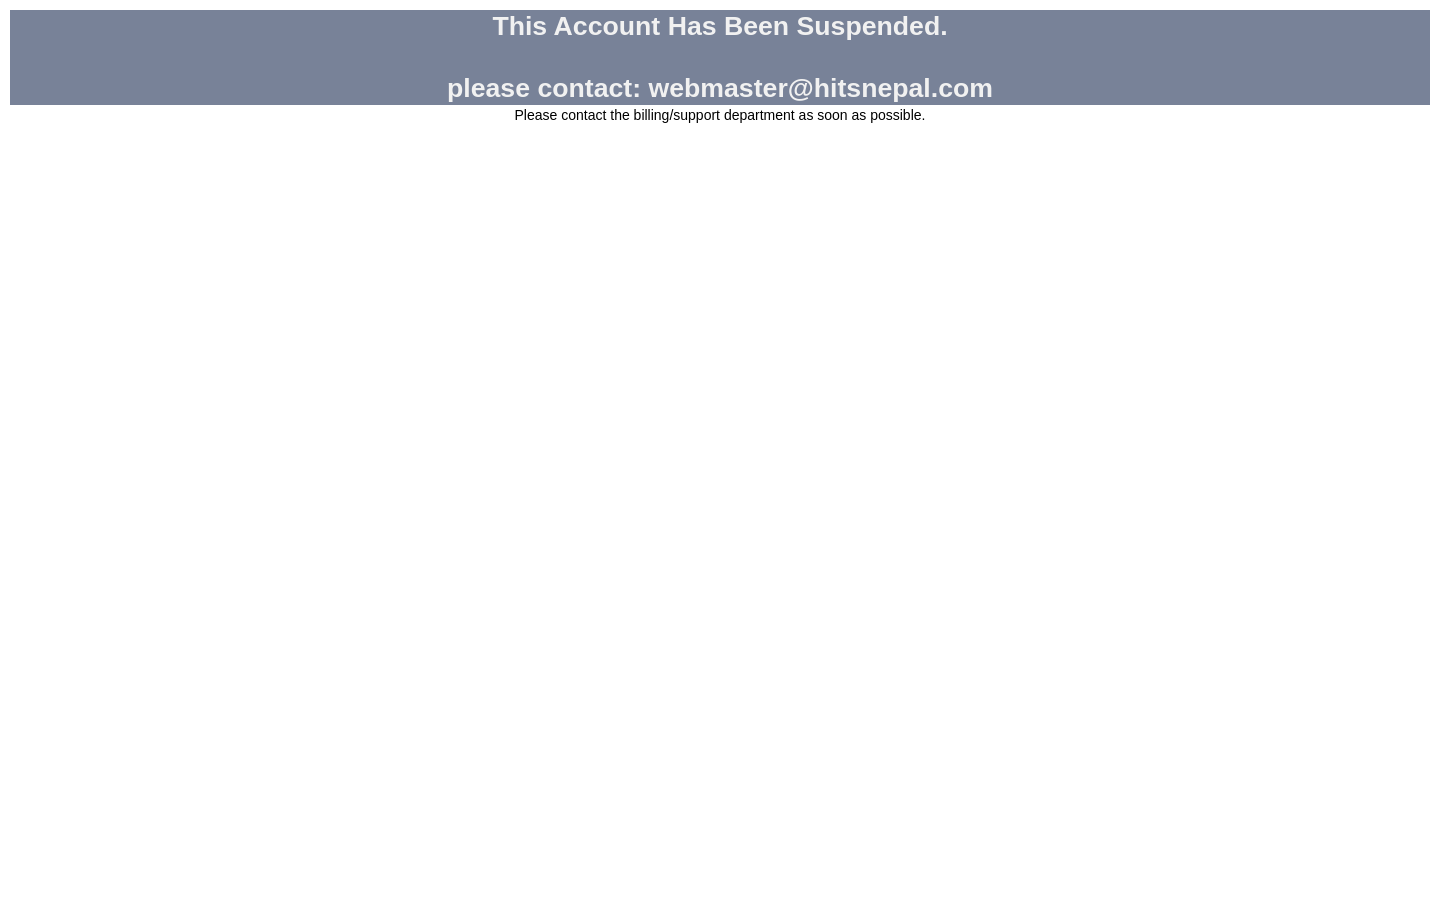 This Account Has Been Suspended.
please contact: webmaster@hitsnepal.com
Please contact the billing/support department as soon as possible.